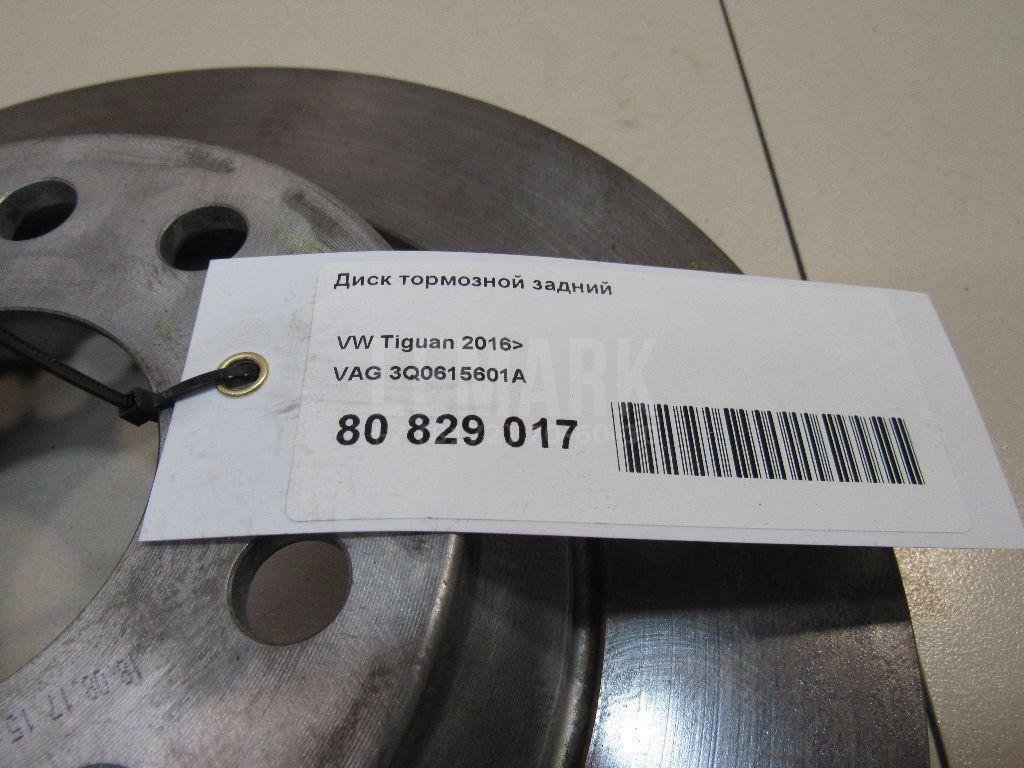 Диск тормозной задний
VW Tiguan 2016>
VAG 3Q0615601A
80 829 017